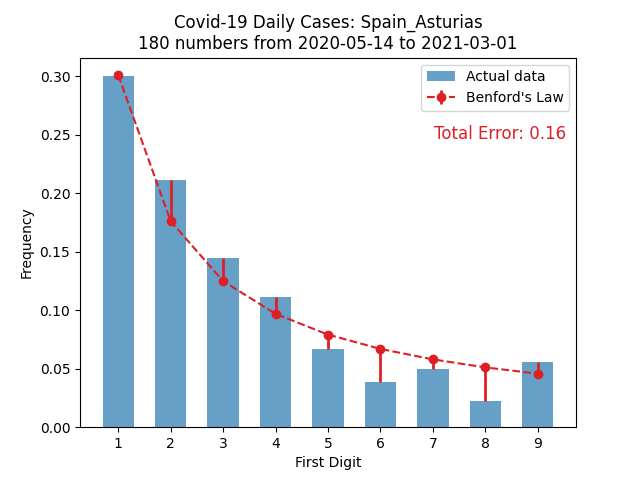 Covid-19 Daily Cases: Spain_Asturias
180 numbers from 2020-05-14 to 2021-03-01
Actual data
Benford's Law
Total Error: 0.16
Frequency
0.30
0.25
0.20
0.15
0.10
0.05
0.00
1 2 3 4 5 6 7 8 9
First Digit